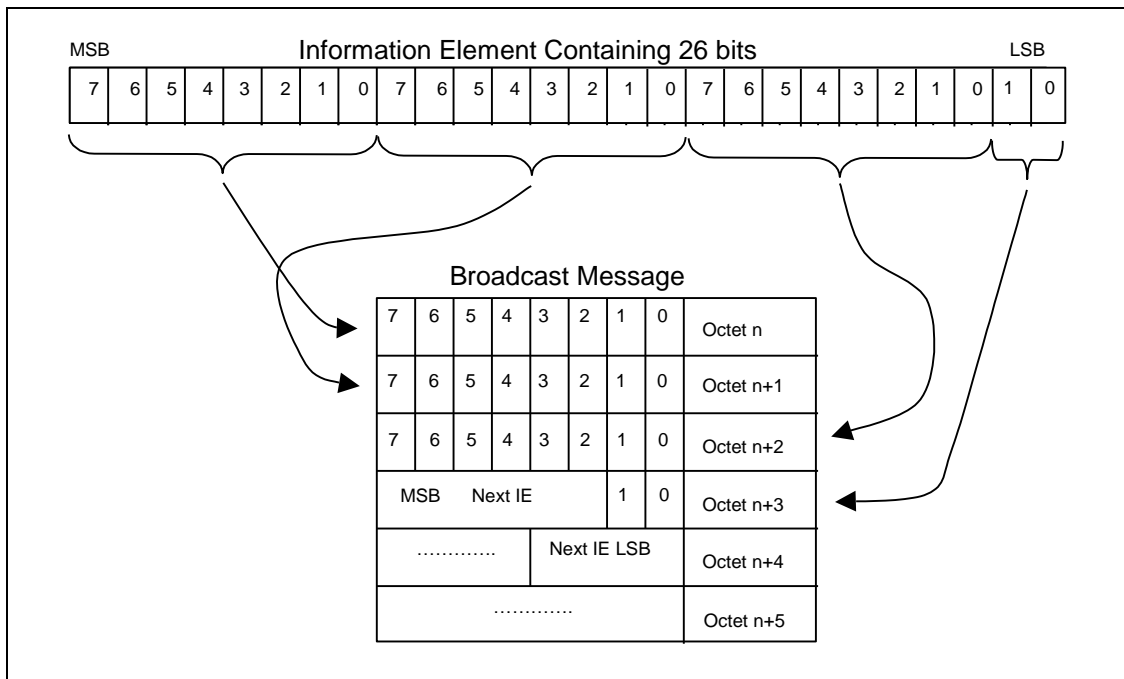 MSB Information Element Containing 26 bits LSB
7 6 5 4 3 2 1 0 7 6 5 4 3 2 1 0 7 6 5 4 3 2 1 0 1 0
Broadcast Message
7 6 5 4 3 2 1 0 Octet n
7 6 5 4 3 2 1 0 Octet n+1
7 6 5 4 3 2 1 0 Octet n+2
MSB Next IE 1 0 Octet n+3
............. Next IE LSB Octet n+4
............. Octet n+5